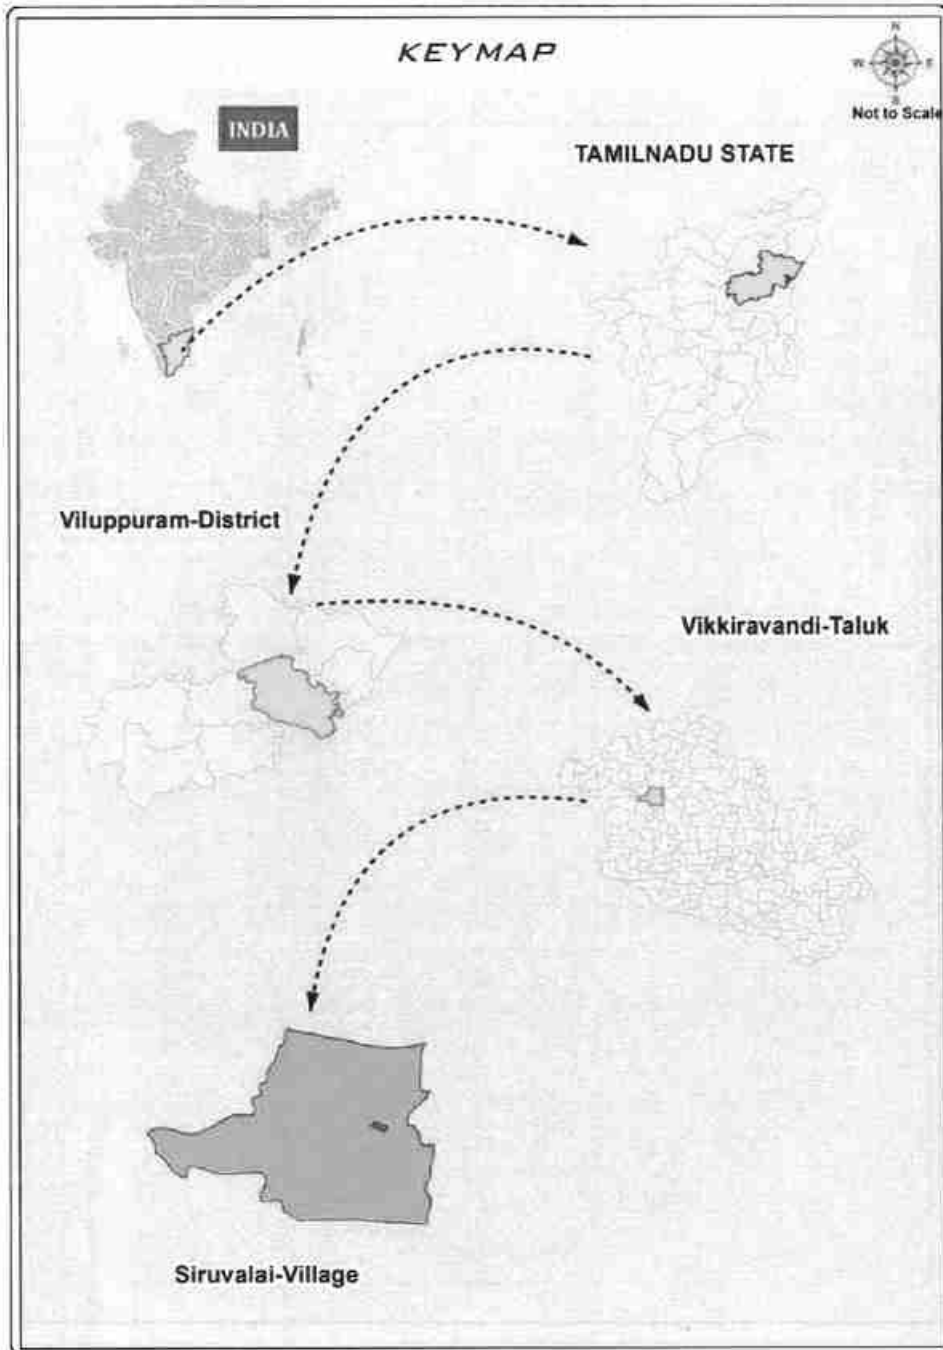 KEYMAP
N
W E
S
Not to Scale
INDIA
TAMILNADU STATE
Viluppuram-District
Vikkiravandi-Taluk
Siruvalai-Village